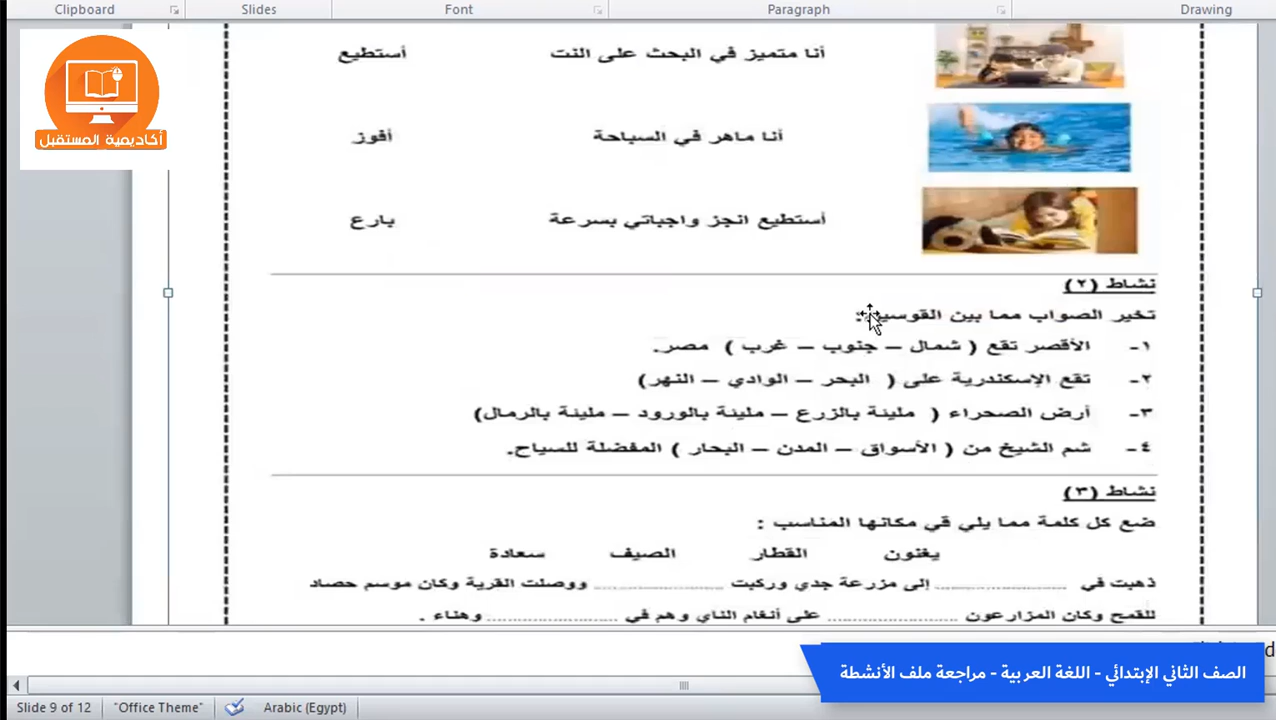 Clipboard Slides Font Paragraph Drawing
أكاديمية المستقبل
أنا متميز في البحث على النت أستطيع
أنا ماهر في السباحة أفوز
أستطيع انجز واجباتي بسرعة بارع
نشاط (٢)
تخير الصواب مما بين القوسين:
١- الأقصر تقع ( شمال – جنوب – غرب ) مصر.
٢- تقع الإسكندرية على ( البحر – الوادي – النهر)
٣- أرض الصحراء ( مليئة بالزرع – مليئة بالورود – مليئة بالرمال)
٤- شم الشيخ من ( الأسواق – المدن – البحار ) المفضلة للسياح.
نشاط (٣)
ضع كل كلمة مما يلي في مكانها المناسب :
يغنون القطار الصيف سعادة
ذهبت في .................... إلى مزرعة جدي وركبت .................... ووصلت القرية وكان موسم حصاد
للقمح وكان المزارعون .................... على أنغام الناي وهم في .................... وهناء .
الصف الثاني الإبتدائي - اللغة العربية - مراجعة ملف الأنشطة
Slide 9 of 12 "Office Theme" Arabic (Egypt)